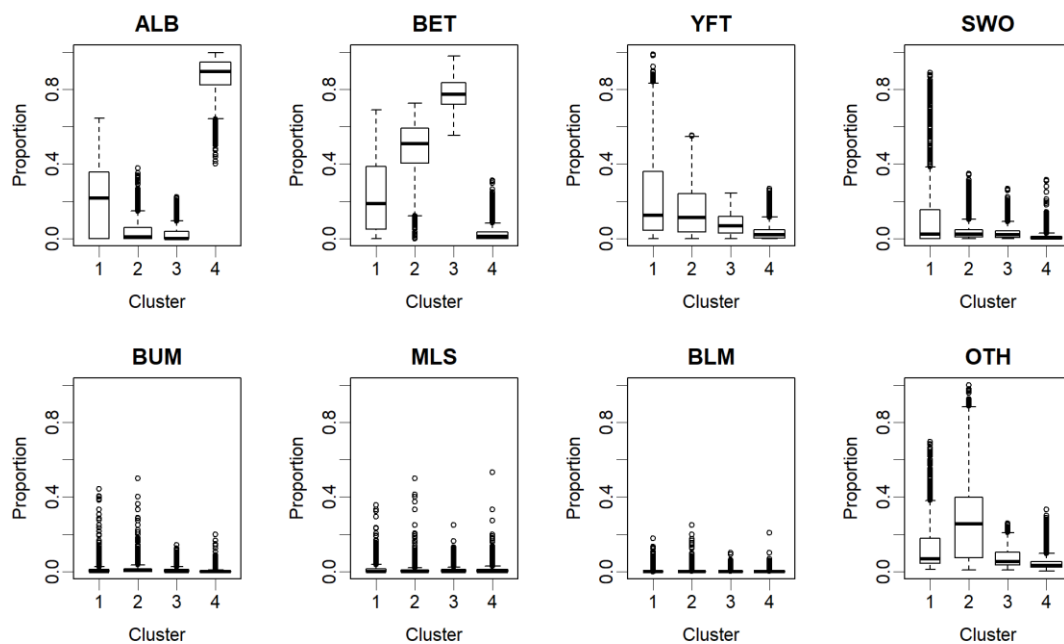 ALB BET YFT SWO
Proportion Proportion Proportion Proportion
0.8 0.8 0.8 0.8
0.4 0.4 0.4 0.4
0.0 0.0 0.0 0.0
1 2 3 4 1 2 3 4 1 2 3 4 1 2 3 4
Cluster Cluster Cluster Cluster
BUM MLS BLM OTH
Proportion Proportion Proportion Proportion
0.8 0.8 0.8 0.8
0.4 0.4 0.4 0.4
0.0 0.0 0.0 0.0
1 2 3 4 1 2 3 4 1 2 3 4 1 2 3 4
Cluster Cluster Cluster Cluster